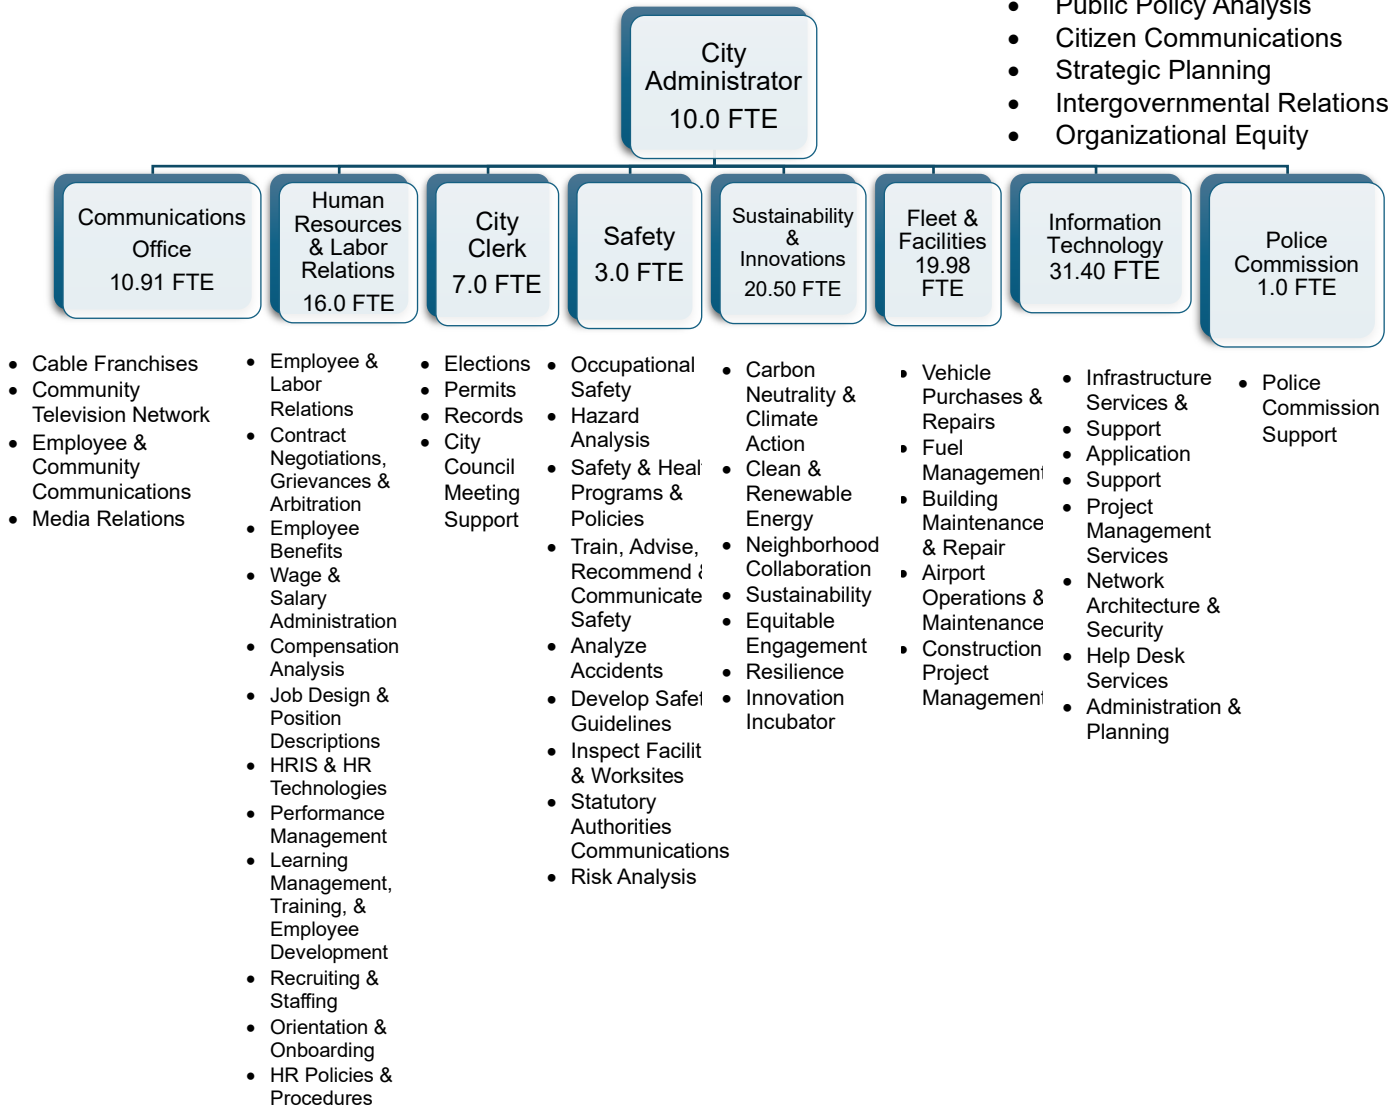 • Public Policy Analysis
• Citizen Communications
• Strategic Planning
• Intergovernmental Relations
• Organizational Equity
City
Administrator
10.0 FTE
Communications
Office
10.91 FTE
Human
Resources
& Labor
Relations
16.0 FTE
City
Clerk
7.0 FTE
Safety
3.0 FTE
Sustainability
&
Innovations
20.50 FTE
Fleet &
Facilities
19.98
FTE
Information
Technology
31.40 FTE
Police
Commission
1.0 FTE
• Cable Franchises
• Community
Television Network
• Employee &
Community
Communications
• Media Relations
• Employee &
Labor
Relations
• Contract
Negotiations,
Grievances &
Arbitration
• Employee
Benefits
• Wage &
Salary
Administration
• Compensation
Analysis
• Job Design &
Position
Descriptions
• HRIS & HR
Technologies
• Performance
Management
• Learning
Management,
Training, &
Employee
Development
• Recruiting &
Staffing
• Orientation &
Onboarding
• HR Policies &
Procedures
• Elections
• Permits
• Records
• City
Council
Meeting
Support
• Occupational
Safety
• Hazard
Analysis
• Safety & Heal
Programs &
Policies
• Train, Advise,
Recommend &
Communicate
Safety
• Analyze
Accidents
• Develop Safet
Guidelines
• Inspect Facilit
& Worksites
• Statutory
Authorities
Communications
• Risk Analysis
• Carbon
Neutrality &
Climate
Action
• Clean &
Renewable
Energy
• Neighborhood
Collaboration
• Sustainability
• Equitable
Engagement
• Resilience
• Innovation
Incubator
• Vehicle
Purchases &
Repairs
• Fuel
Management
• Building
Maintenance
& Repair
• Airport
Operations &
Maintenance
• Construction
Project
Management
• Infrastructure
Services &
• Support
• Application
• Support
• Project
Management
Services
• Network
Architecture &
Security
• Help Desk
Services
• Administration &
Planning
• Police
Commission
Support